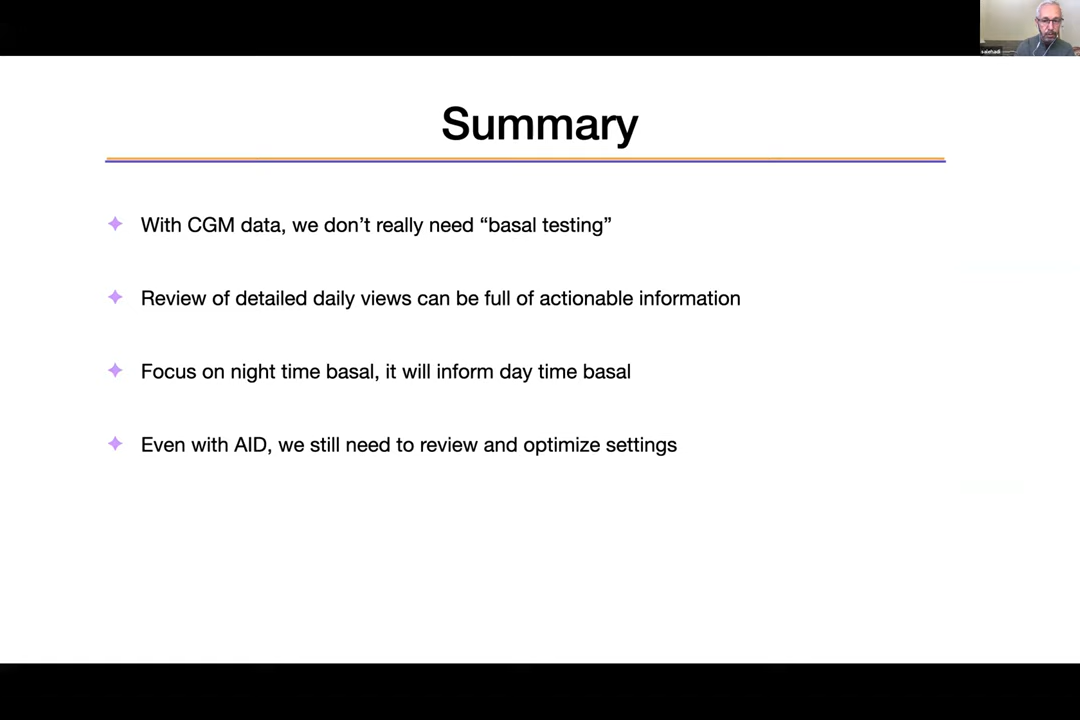 Summary
With CGM data, we don’t really need “basal testing”
Review of detailed daily views can be full of actionable information
Focus on night time basal, it will inform day time basal
Even with AID, we still need to review and optimize settings